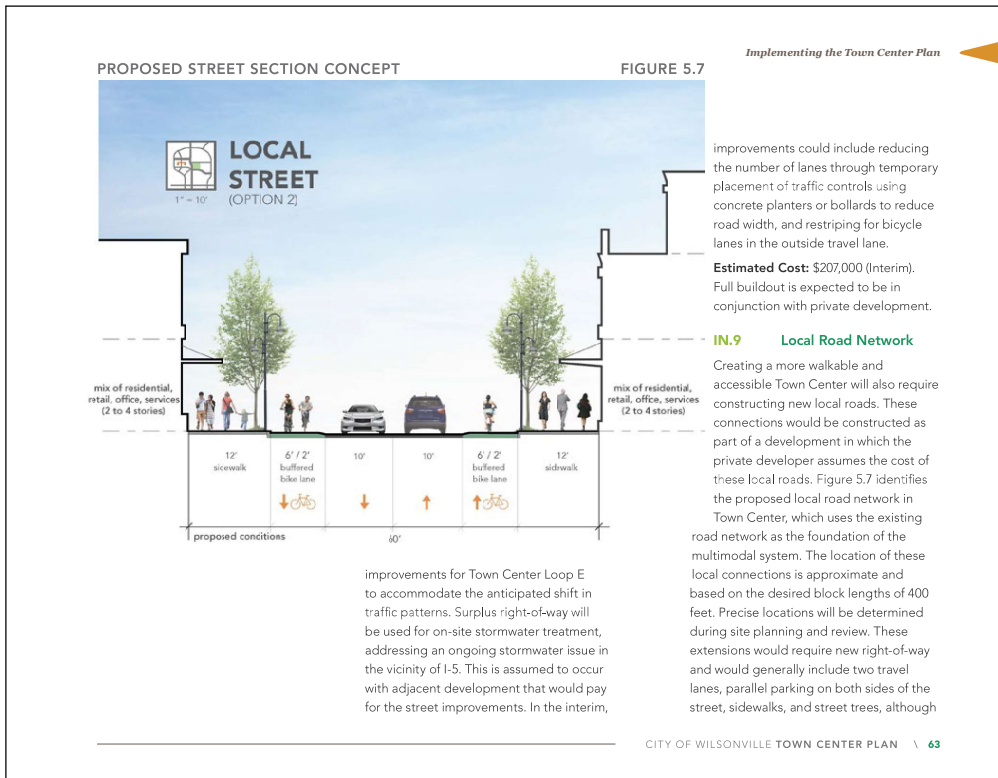 Implementing the Town Center Plan
PROPOSED STREET SECTION CONCEPT
FIGURE 5.7
LOCAL
STREET
(OPTION 2)
1" = 10'
mix of residential,
retail, office, services
(2 to 4 stories)
mix of residential,
retail, office, services
(2 to 4 stories)
12'
sidewalk
6' / 2'
buffered
bike lane
10'
10'
6' / 2'
buffered
bike lane
12'
sidewalk
proposed conditions
60'
improvements for Town Center Loop E
to accommodate the anticipated shift in
traffic patterns. Surplus right-of-way will
be used for on-site stormwater treatment,
addressing an ongoing stormwater issue in
the vicinity of I-5. This is assumed to occur
with adjacent development that would pay
for the street improvements. In the interim,
improvements could include reducing
the number of lanes through temporary
placement of traffic controls using
concrete planters or bollards to reduce
road width, and restriping for bicycle
lanes in the outside travel lane.
Estimated Cost: $207,000 (Interim).
Full buildout is expected to be in
conjunction with private development.
IN.9 Local Road Network
Creating a more walkable and
accessible Town Center will also require
constructing new local roads. These
connections would be constructed as
part of a development in which the
private developer assumes the cost of
these local roads. Figure 5.7 identifies
the proposed local road network in
Town Center, which uses the existing
road network as the foundation of the
multimodal system. The location of these
local connections is approximate and
based on the desired block lengths of 400
feet. Precise locations will be determined
during site planning and review. These
extensions would require new right-of-way
and would generally include two travel
lanes, parallel parking on both sides of the
street, sidewalks, and street trees, although
CITY OF WILSONVILLE TOWN CENTER PLAN \ 63